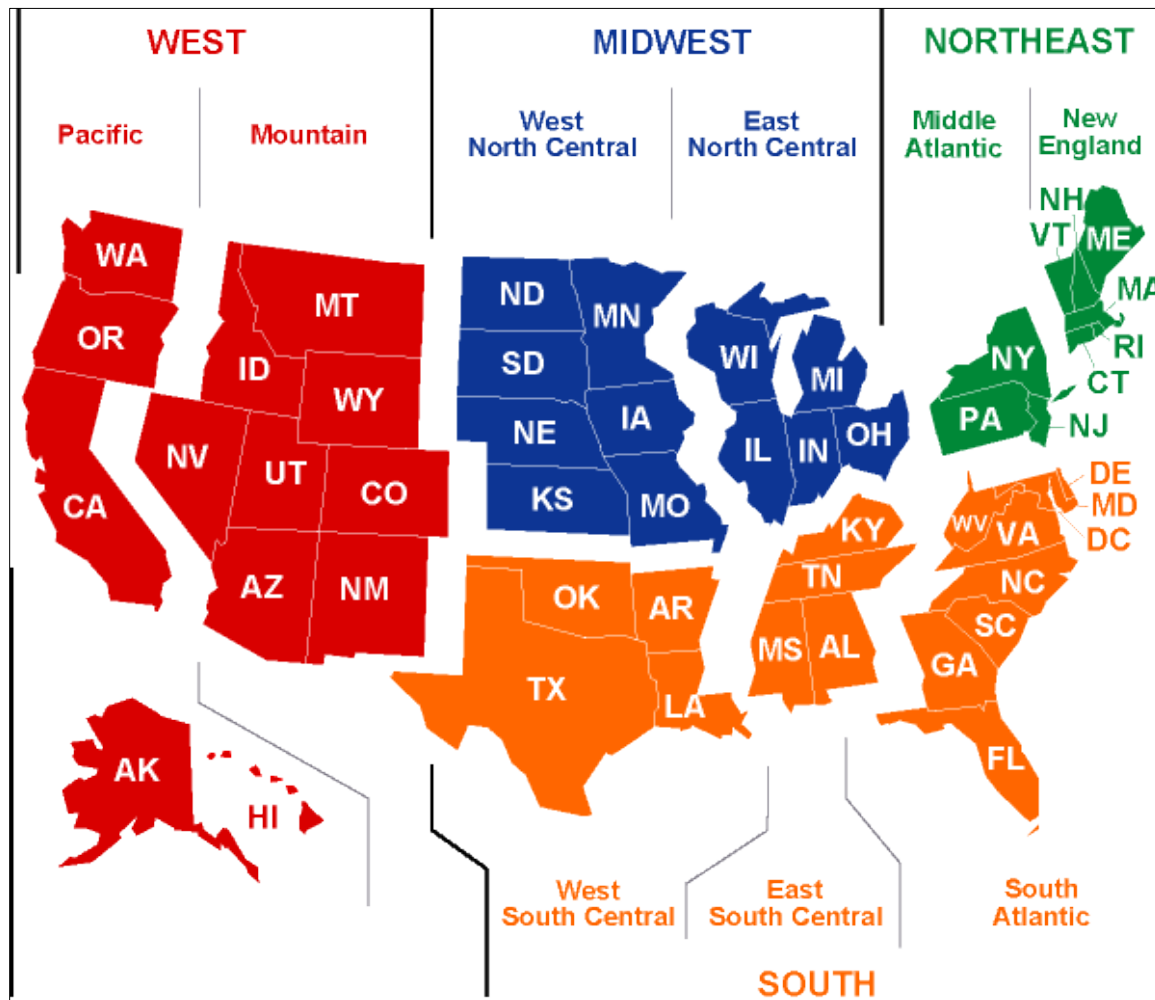 WEST
MIDWEST
NORTHEAST
Pacific
Mountain
West
North Central
East
North Central
Middle
Atlantic
New
England
WA
OR
CA
MT
ID
WY
NV
UT
CO
AZ
NM
AK
HI
ND
MN
SD
NE
IA
KS
MO
WI
MI
IL
IN
OH
NH
VT
ME
MA
RI
CT
NY
PA
NJ
OK
AR
TX
LA
KY
TN
MS
AL
DE
MD
DC
WV
VA
NC
SC
GA
FL
West
South Central
East
South Central
South
Atlantic
SOUTH